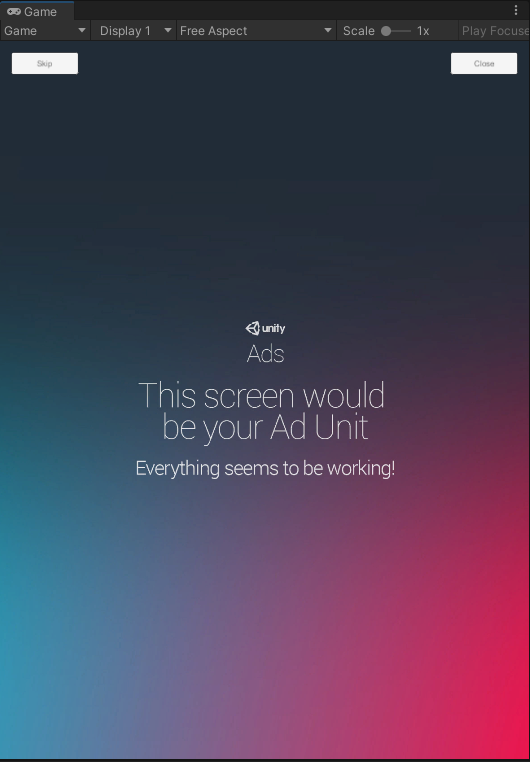 Game
Game Display 1 Free Aspect Scale 1x Play Focuse
Skip Close
unity
Ads
This screen would
be your Ad Unit
Everything seems to be working!